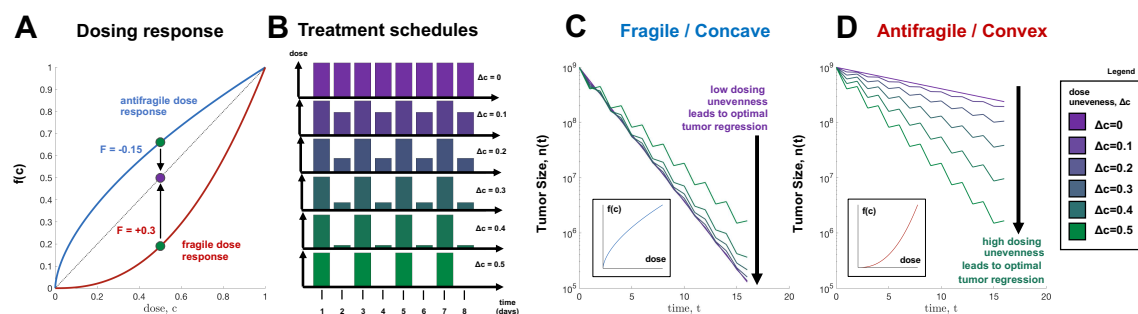 A
Dosing response
f(c)
1
0.9
0.8
0.7
0.6
0.5
0.4
0.3
0.2
0.1
0
antifragile dose
response
F = -0.15
F = +0.3
fragile dose
response
0
0.2
0.4
0.6
0.8
1
dose, c
B
Treatment schedules
dose
Δc = 0
Δc = 0.1
Δc = 0.2
Δc = 0.3
Δc = 0.4
Δc = 0.5
1 2 3 4 5 6 7 8
time
(days)
C
Fragile / Concave
Tumor Size, n(t)
10⁹
10⁸
10⁷
10⁶
10⁵
low dosing
unevenness
leads to optimal
tumor regression
f(c)
dose
0
5
10
15
20
time, t
D
Antifragile / Convex
Tumor Size, n(t)
10⁹
10⁸
10⁷
10⁶
10⁵
f(c)
dose
high dosing
unevenness
leads to optimal
tumor regression
0
5
10
15
20
time, t
Legend
dose
uneveness, Δc
Δc=0
Δc=0.1
Δc=0.2
Δc=0.3
Δc=0.4
Δc=0.5